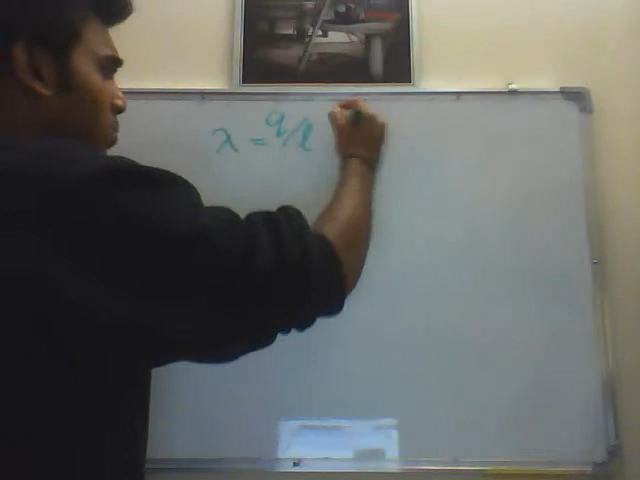 λ = q/l